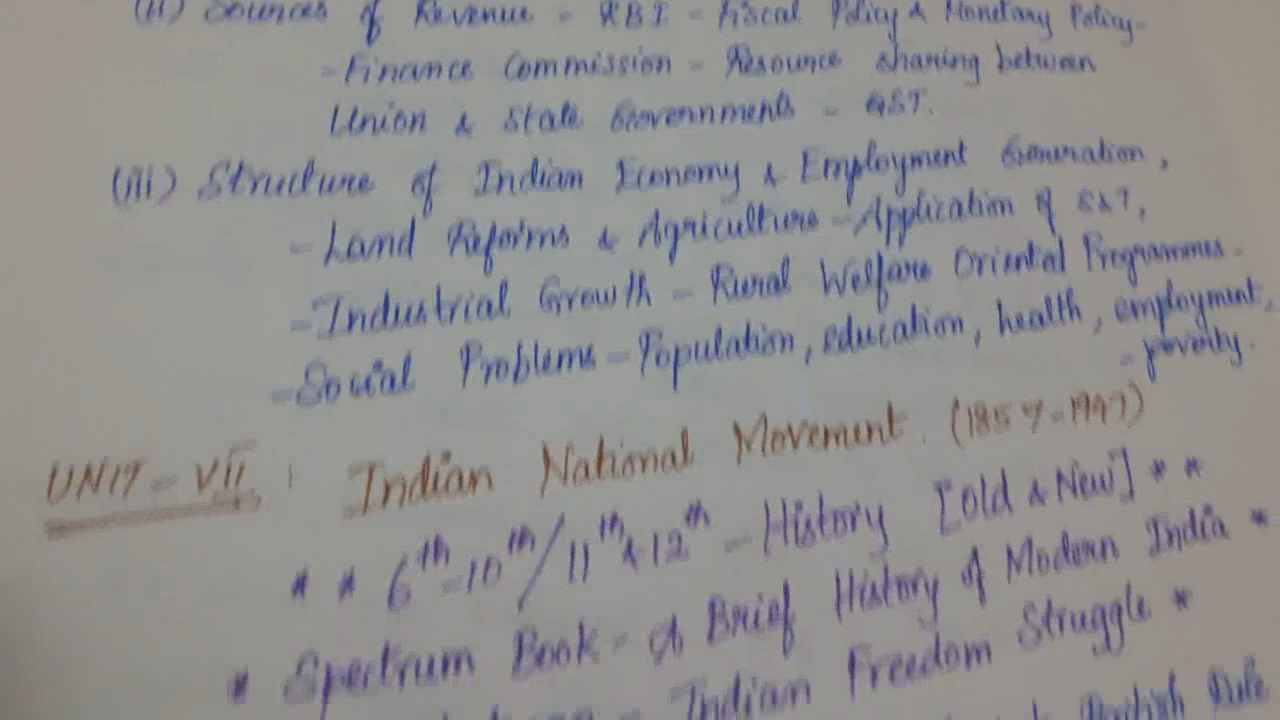 (ii) Sources of Revenue - RBI - Fiscal Policy & Monetary Policy -
- Finance Commission - Resource sharing between
Union & State Governments - GST.
(iii) Structure of Indian Economy & Employment Generation,
- Land Reforms & Agriculture - Application of S&T,
- Industrial Growth - Rural Welfare Oriental Programmes -
- Social Problems - Population, education, health, employment,
- poverty.
UNIT - VII : Indian National Movement. (1857-1947)
* * 6th-10th/11th & 12th - History [old & New] * *
* Spectrum Book - A Brief History of Modern India *
- Indian Freedom Struggle *
Rule